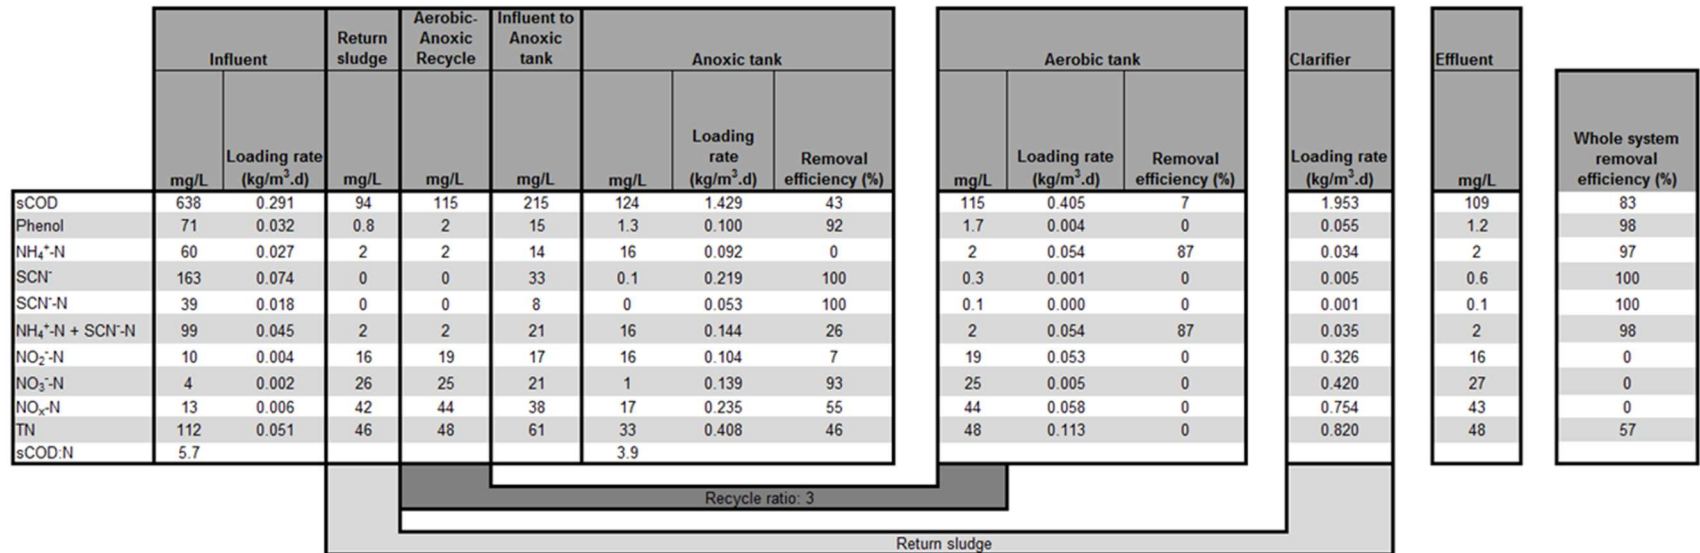 Influent Return sludge Aerobic-Anoxic Recycle Influent to Anoxic tank Anoxic tank Aerobic tank Clarifier Effluent
mg/L Loading rate (kg/m³.d) mg/L mg/L mg/L mg/L Loading rate (kg/m³.d) Removal efficiency (%) mg/L Loading rate (kg/m³.d) Removal efficiency (%) Loading rate (kg/m³.d) mg/L Whole system removal efficiency (%)
sCOD 638 0.291 94 115 215 124 1.429 43 115 0.405 7 1.953 109 83
Phenol 71 0.032 0.8 2 15 1.3 0.100 92 1.7 0.004 0 0.055 1.2 98
NH₄⁺-N 60 0.027 2 2 14 16 0.092 0 2 0.054 87 0.034 2 97
SCN⁻ 163 0.074 0 0 33 0.1 0.219 100 0.3 0.001 0 0.005 0.6 100
SCN⁻-N 39 0.018 0 0 8 0 0.053 100 0.1 0.000 0 0.001 0.1 100
NH₄⁺-N + SCN⁻-N 99 0.045 2 2 21 16 0.144 26 2 0.054 87 0.035 2 98
NO₂⁻-N 10 0.004 16 19 17 16 0.104 7 19 0.053 0 0.326 16 0
NO₃⁻-N 4 0.002 26 25 21 1 0.139 93 25 0.005 0 0.420 27 0
NOₓ-N 13 0.006 42 44 38 17 0.235 55 44 0.058 0 0.754 43 0
TN 112 0.051 46 48 61 33 0.408 46 48 0.113 0 0.820 48 57
sCOD:N 5.7 3.9
Recycle ratio: 3
Return sludge